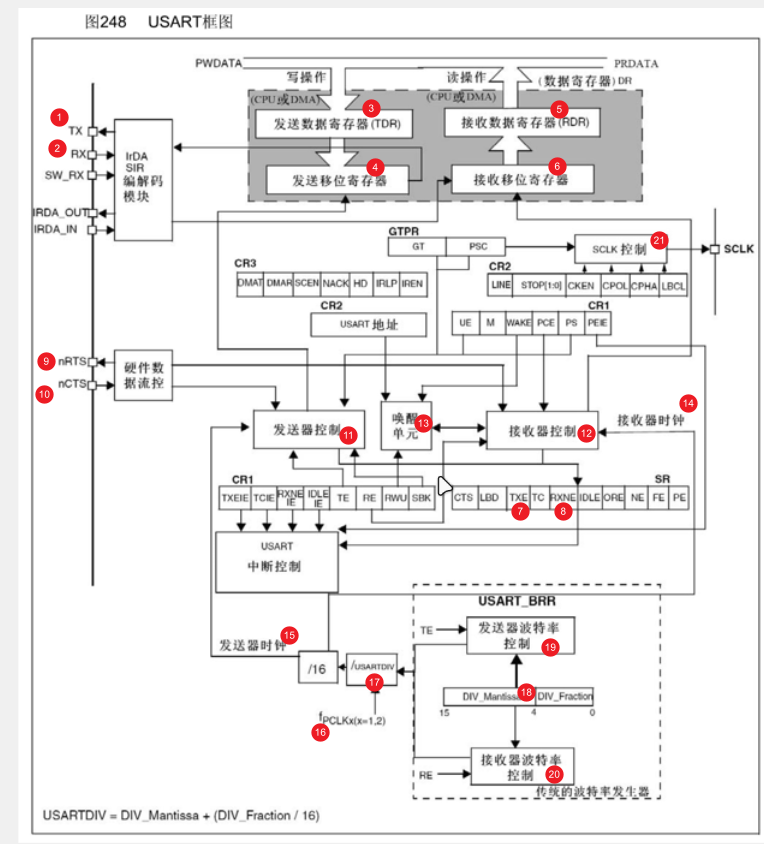 图248 USART框图
PWDATA
PRDATA
写操作
读操作
(数据寄存器) DR
(CPU或DMA)
(CPU或DMA)
3
5
发送数据寄存器(TDR)
接收数据寄存器(RDR)
4
6
发送移位寄存器
接收移位寄存器
1
TX
2
RX
SW_RX
IRDA_OUT
IRDA_IN
IrDA
SIR
编解码
模块
GTPR
GT PSC
SCLK 控制
21
SCLK
CR3
DMAT DMAR SCEN NACK HD IRLP IREN
CR2
LINE STOP[1:0] CKEN CPOL CPHA LBCL
CR2
USART 地址
CR1
UE M WAKE PCE PS PEIE
9
nRTS
10
nCTS
硬件数
据流控
发送器控制
11
唤醒
单元
13
接收器控制
12
接收器时钟
14
CR1
TXEIE TCIE RXNE IE IDLE IE TE RE RWU SBK
SR
CTS LBD TXE TC RXNE IDLE ORE NE FE PE
7
8
USART
中断控制
发送器时钟
15
/16
/USARTDIV
17
fPCLKx(x=1,2)
16
USART_BRR
TE
发送器波特率
控制
19
DIV_Mantissa DIV_Fraction
18
15 4 0
RE
接收器波特率
控制
20
传统的波特率发生器
USARTDIV = DIV_Mantissa + (DIV_Fraction / 16)